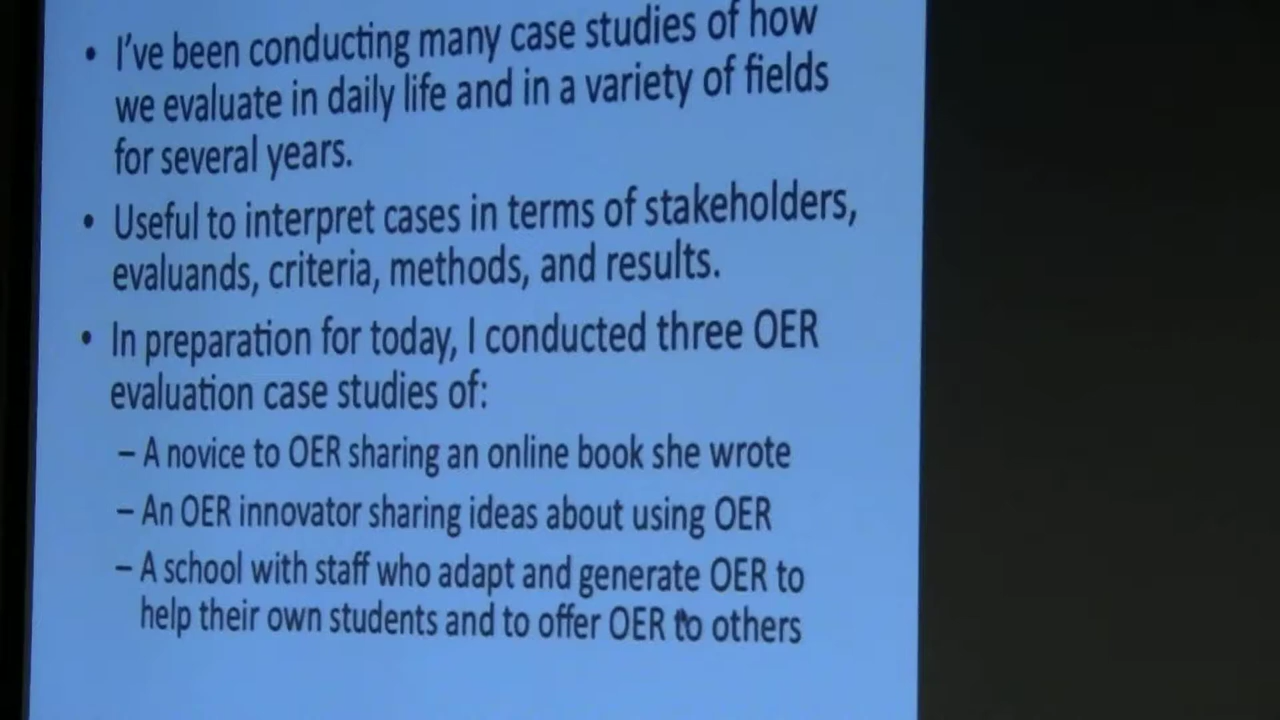 • I've been conducting many case studies of how
we evaluate in daily life and in a variety of fields
for several years.
• Useful to interpret cases in terms of stakeholders,
evaluands, criteria, methods, and results.
• In preparation for today, I conducted three OER
evaluation case studies of:
– A novice to OER sharing an online book she wrote
– An OER innovator sharing ideas about using OER
– A school with staff who adapt and generate OER to
help their own students and to offer OER to others